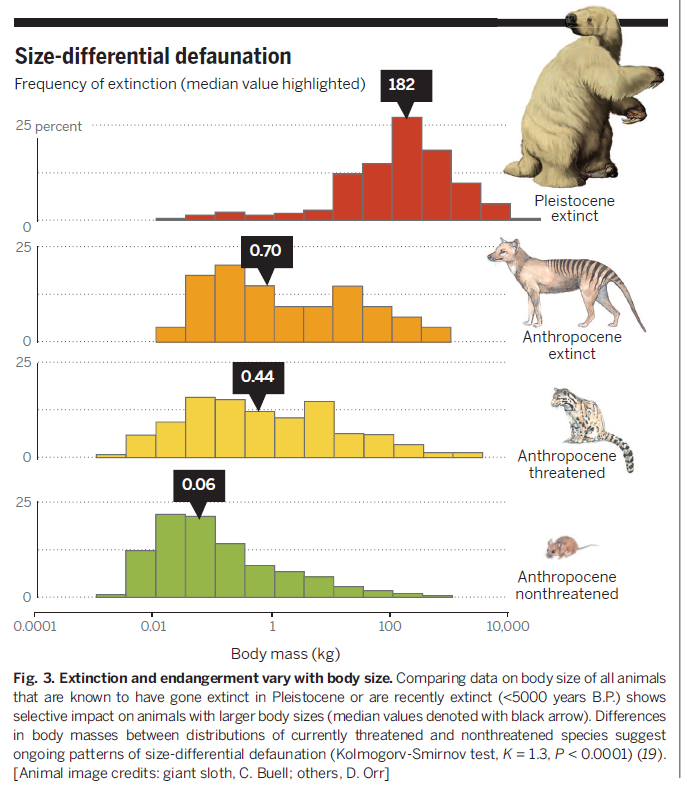 Size-differential defaunation
Frequency of extinction (median value highlighted)
182
25 percent
0
Pleistocene
extinct
25
0.70
0
Anthropocene
extinct
25
0.44
0
Anthropocene
threatened
0.06
25
0
Anthropocene
nonthreatened
0.0001 0.01 1 100 10,000
Body mass (kg)
Fig. 3. Extinction and endangerment vary with body size. Comparing data on body size of all animals
that are known to have gone extinct in Pleistocene or are recently extinct (<5000 years B.P.) shows
selective impact on animals with larger body sizes (median values denoted with black arrow). Differences
in body masses between distributions of currently threatened and nonthreatened species suggest
ongoing patterns of size-differential defaunation (Kolmogorv-Smirnov test, K = 1.3, P < 0.0001) (19).
[Animal image credits: giant sloth, C. Buell; others, D. Orr]